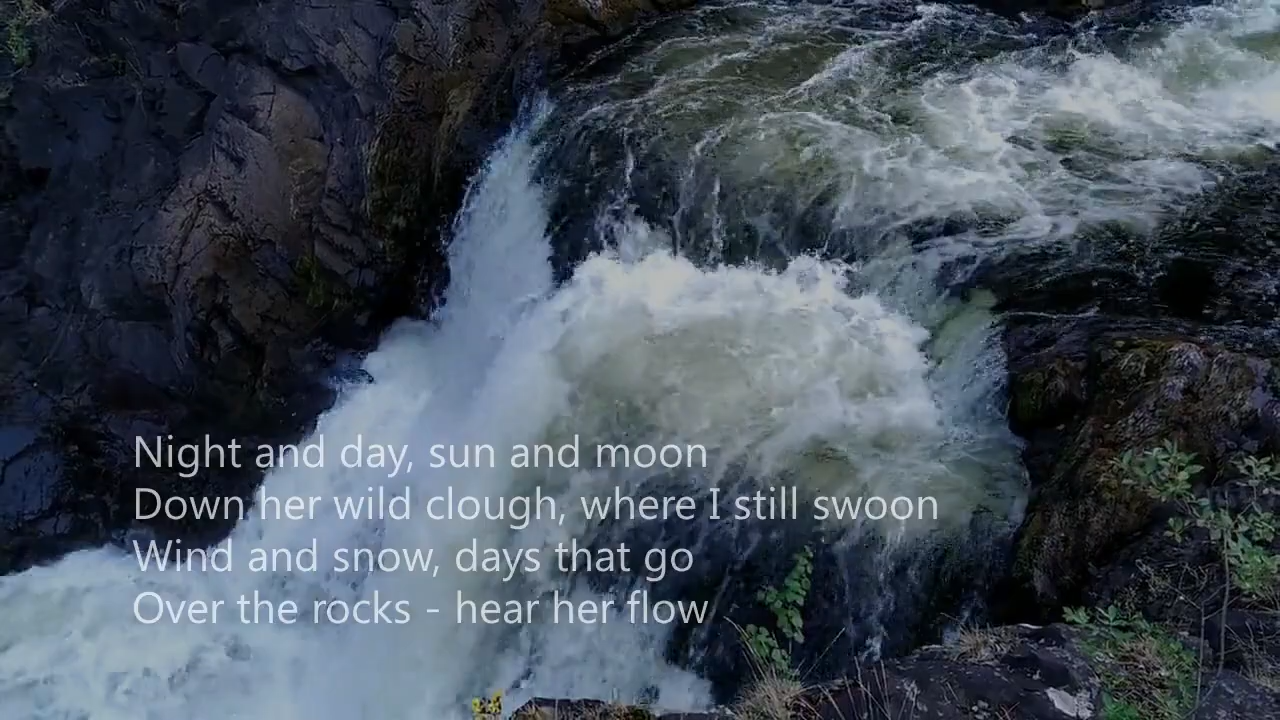 Night and day, sun and moon
Down her wild clough, where I still swoon
Wind and snow, days that go
Over the rocks - hear her flow